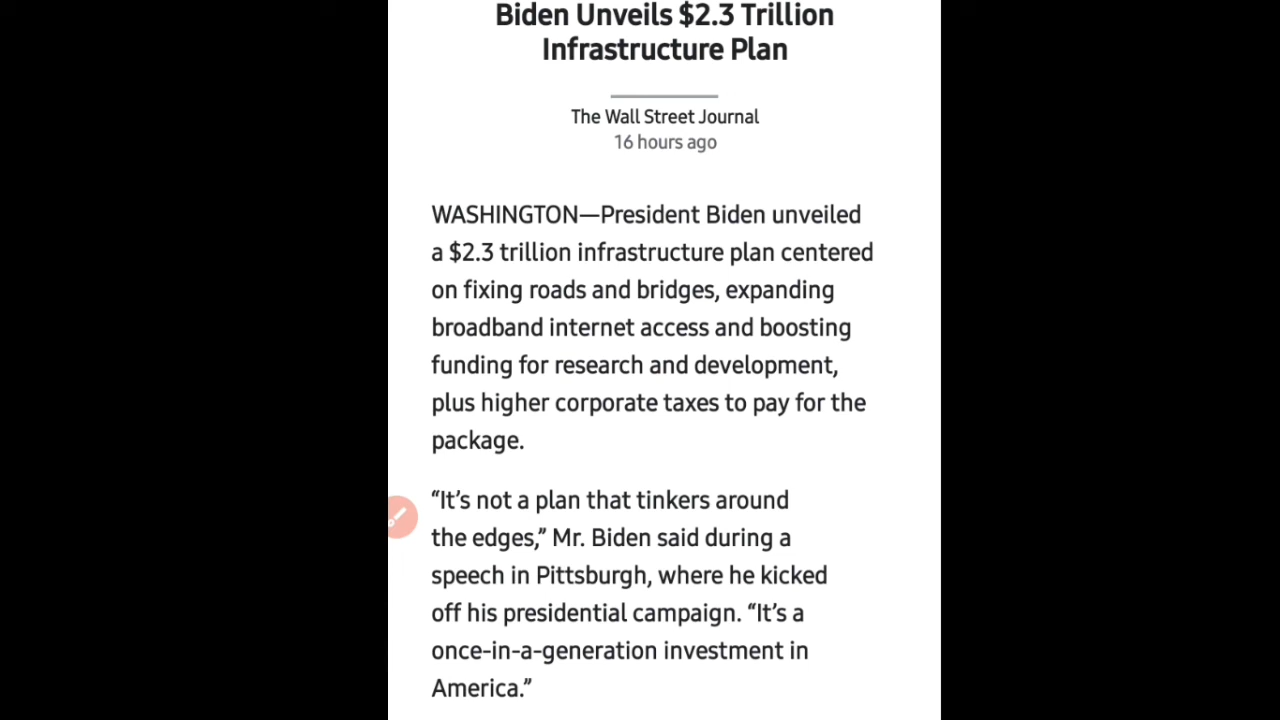 Biden Unveils $2.3 Trillion
Infrastructure Plan
The Wall Street Journal
16 hours ago
WASHINGTON—President Biden unveiled
a $2.3 trillion infrastructure plan centered
on fixing roads and bridges, expanding
broadband internet access and boosting
funding for research and development,
plus higher corporate taxes to pay for the
package.
“It’s not a plan that tinkers around
the edges,” Mr. Biden said during a
speech in Pittsburgh, where he kicked
off his presidential campaign. “It’s a
once-in-a-generation investment in
America.”